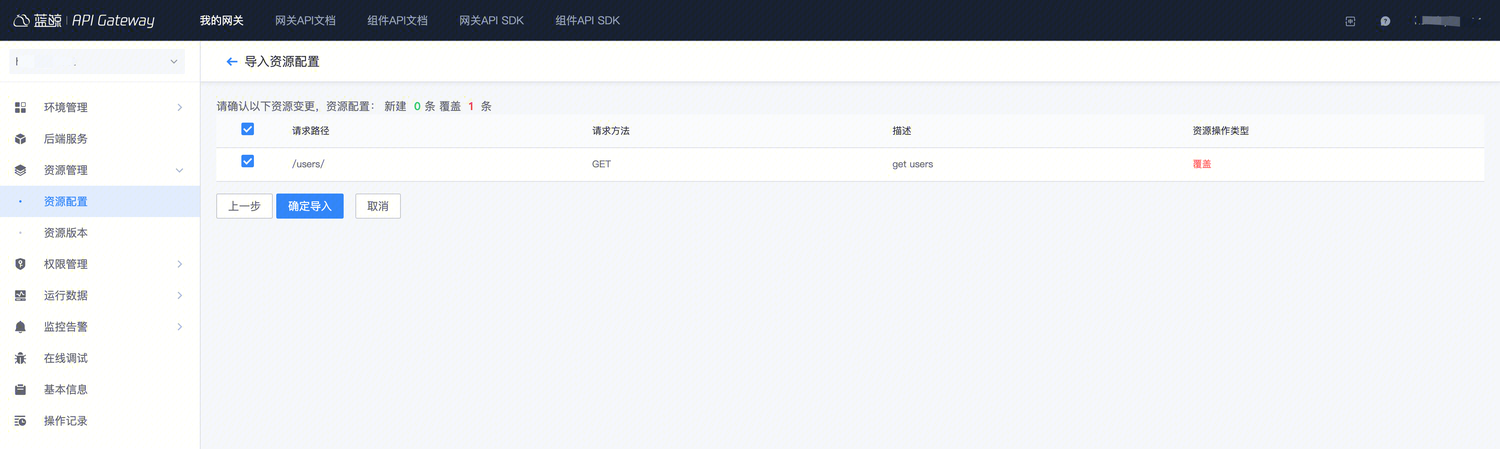 蓝鲸 | API Gateway 我的网关 网关API文档 组件API文档 网关API SDK 组件API SDK
导入资源配置
环境管理
后端服务
资源管理
资源配置
资源版本
权限管理
运行数据
监控告警
在线调试
基本信息
操作记录
请确认以下资源变更，资源配置： 新建 0 条 覆盖 1 条
请求路径 请求方法 描述 资源操作类型
/users/ GET get users 覆盖
上一步 确定导入 取消